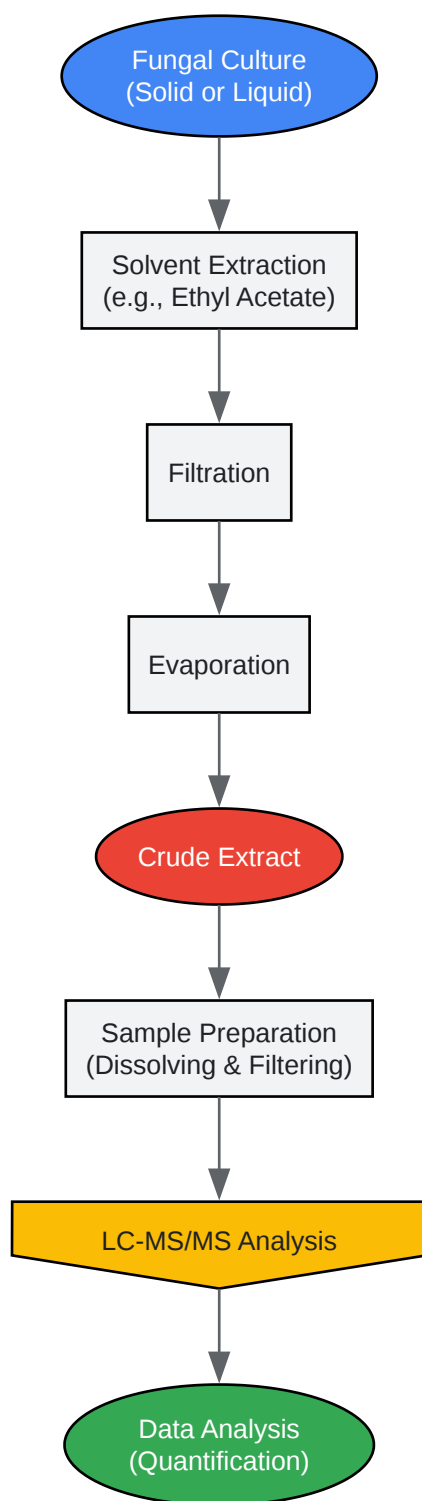 Fungal Culture
(Solid or Liquid)
Solvent Extraction
(e.g., Ethyl Acetate)
Filtration
Evaporation
Crude Extract
Sample Preparation
(Dissolving & Filtering)
LC-MS/MS Analysis
Data Analysis
(Quantification)